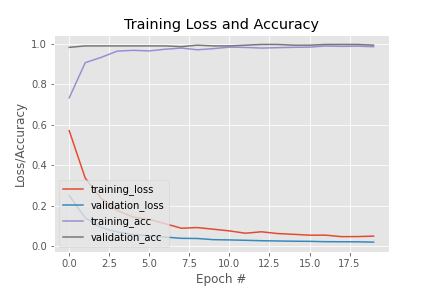 Training Loss and Accuracy
Loss/Accuracy
1.0
0.8
0.6
0.4
0.2
0.0
training_loss
validation_loss
training_acc
validation_acc
0.0 2.5 5.0 7.5 10.0 12.5 15.0 17.5
Epoch #